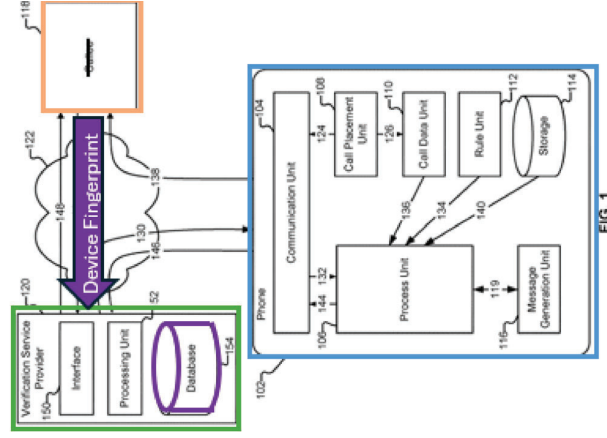 Verification Service
Provider
120
150
Interface
Processing Unit
52
Database
154
148
122
Device Fingerprint
130
146
138
118
102
Phone
104
Communication Unit
144
132
124
106
Process Unit
108
Call Placement
Unit
126
136
110
Call Data Unit
134
140
119
112
Rule Unit
116
Message
Generation Unit
114
Storage
FIG. 1